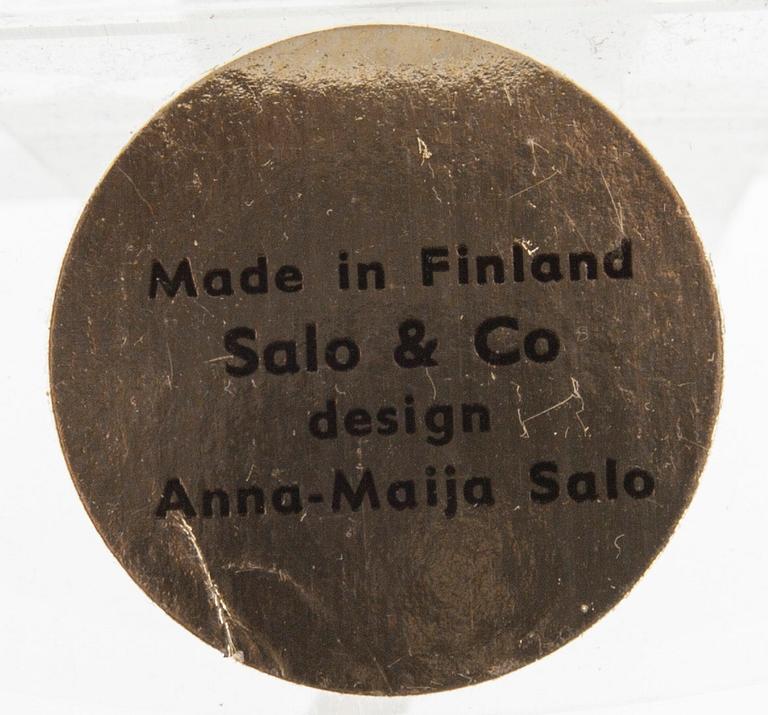 Made in Finland
Salo & Co
design
Anna-Maija Salo